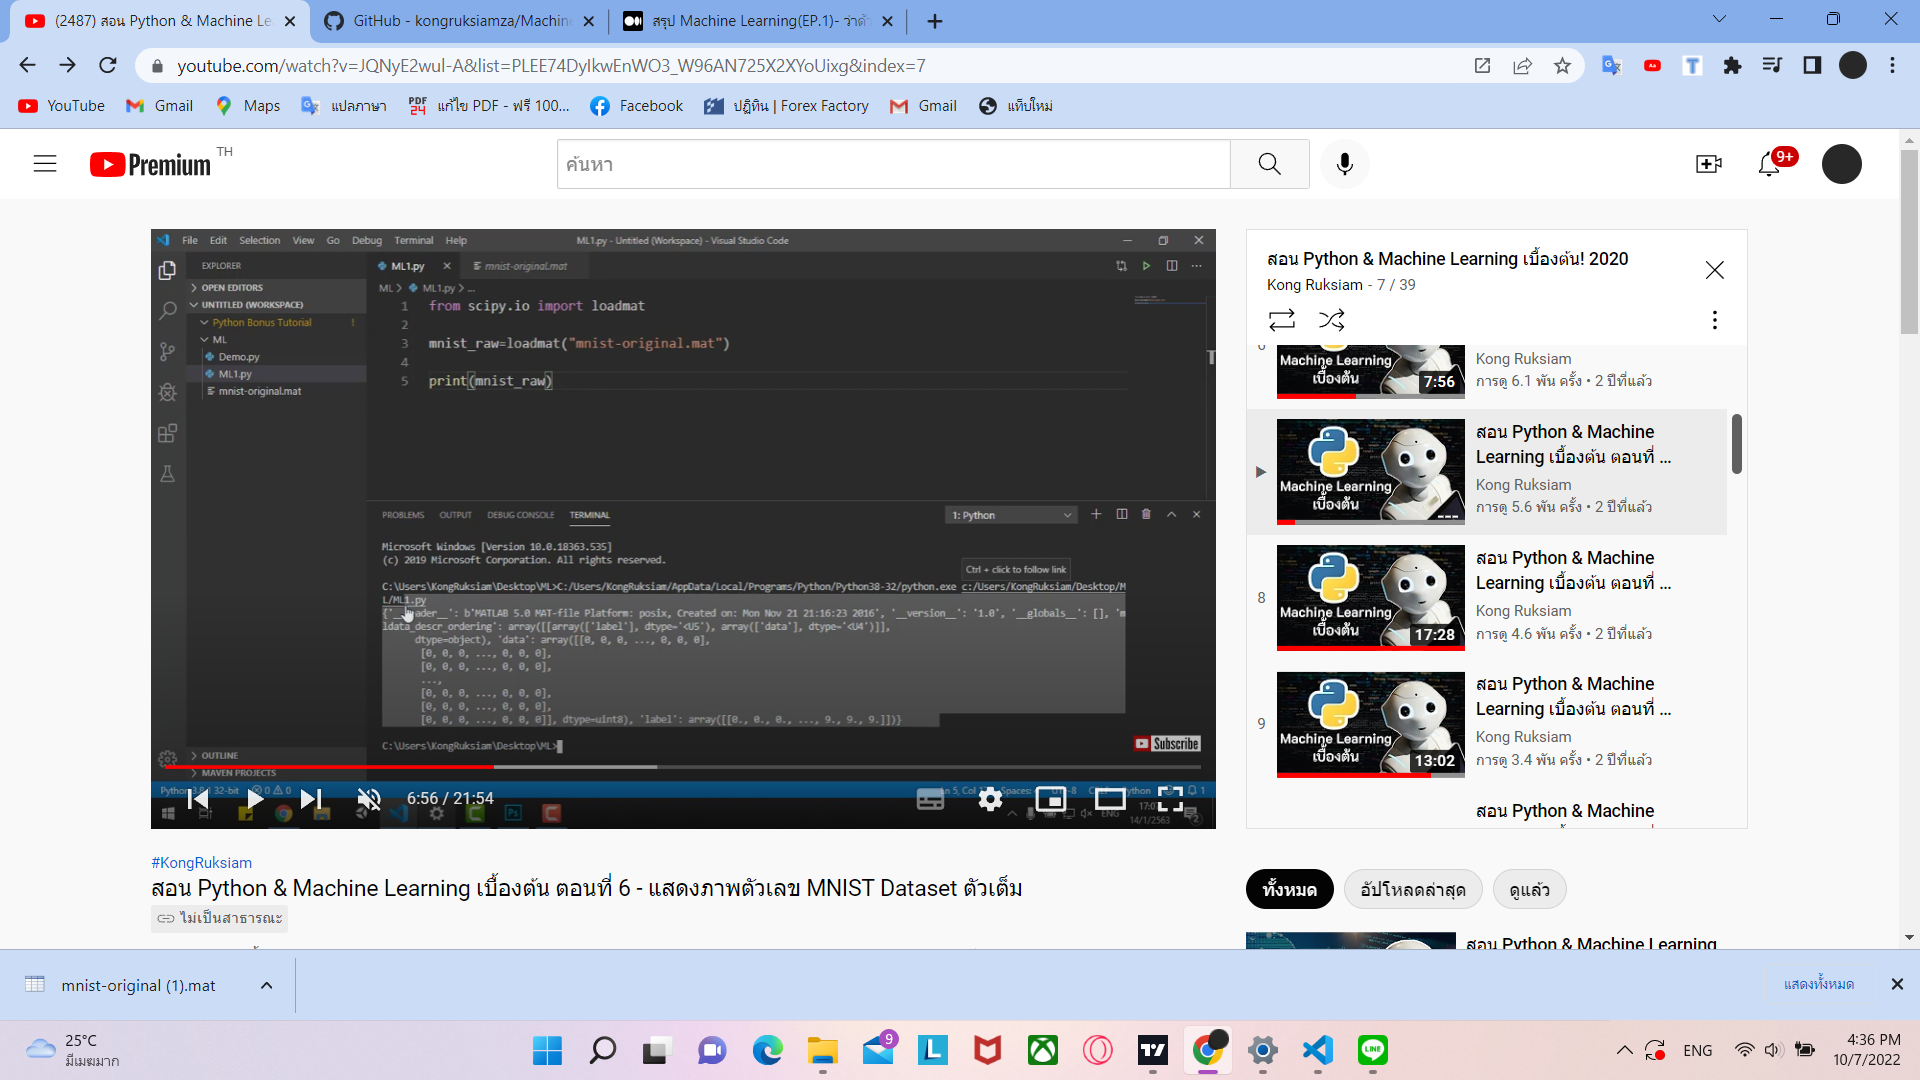 (2487) สอน Python & Machine Le
GitHub - kongruksiamza/Machin
สรุป Machine Learning(EP.1)- ว่าด้ว
youtube.com/watch?v=JQNyE2wuI-A&list=PLEE74DyIkwEnWO3_W96AN725X2XYoUixg&index=7
YouTube
Gmail
Maps
แปลภาษา
แก้ไข PDF - ฟรี 100...
Facebook
ปฏิทิน | Forex Factory
Gmail
แท็บใหม่
Premium TH
ค้นหา
9+
File Edit Selection View Go Debug Terminal Help
ML1.py - Untitled (Workspace) - Visual Studio Code
EXPLORER
OPEN EDITORS
UNTITLED (WORKSPACE)
Python Bonus Tutorial
ML
Demo.py
ML1.py
mnist-original.mat
OUTLINE
MAVEN PROJECTS
ML1.py
mnist-original.mat
ML > ML1.py > ...
1 from scipy.io import loadmat
2
3 mnist_raw=loadmat("mnist-original.mat")
4
5 print(mnist_raw)
PROBLEMS OUTPUT DEBUG CONSOLE TERMINAL
1: Python
Microsoft Windows [Version 10.0.18363.535]
(c) 2019 Microsoft Corporation. All rights reserved.
Ctrl + click to follow link
C:\Users\KongRuksiam\Desktop\ML>C:/Users/KongRuksiam/AppData/Local/Programs/Python/Python38-32/python.exe c:/Users/KongRuksiam/Desktop/M
L/ML1.py
{'__header__': b'MATLAB 5.0 MAT-file Platform: posix, Created on: Mon Nov 21 21:16:23 2016', '__version__': '1.0', '__globals__': [], 'm
ldata_descr_ordering': array([[array(['label'], dtype='<U5'), array(['data'], dtype='<U4')]],
dtype=object), 'data': array([[0, 0, 0, ..., 0, 0, 0],
[0, 0, 0, ..., 0, 0, 0],
[0, 0, 0, ..., 0, 0, 0],
...,
[0, 0, 0, ..., 0, 0, 0],
[0, 0, 0, ..., 0, 0, 0],
[0, 0, 0, ..., 0, 0, 0]], dtype=uint8), 'label': array([[0., 0., 0., ..., 9., 9., 9.]])}
C:\Users\KongRuksiam\Desktop\ML>
Subscribe
6:56 / 21:54
ENG
14/1/2563
#KongRuksiam
สอน Python & Machine Learning เบื้องต้น ตอนที่ 6 - แสดงภาพตัวเลข MNIST Dataset ตัวเต็ม
ไม่เป็นสาธารณะ
สอน Python & Machine Learning เบื้องต้น! 2020
Kong Ruksiam - 7 / 39
Machine Learning
เบื้องต้น
7:56
Kong Ruksiam
การดู 6.1 พัน ครั้ง • 2 ปีที่แล้ว
Machine Learning
เบื้องต้น
สอน Python & Machine
Learning เบื้องต้น ตอนที่ ...
Kong Ruksiam
การดู 5.6 พัน ครั้ง • 2 ปีที่แล้ว
8
Machine Learning
เบื้องต้น
17:28
สอน Python & Machine
Learning เบื้องต้น ตอนที่ ...
Kong Ruksiam
การดู 4.6 พัน ครั้ง • 2 ปีที่แล้ว
9
Machine Learning
เบื้องต้น
13:02
สอน Python & Machine
Learning เบื้องต้น ตอนที่ ...
Kong Ruksiam
การดู 3.4 พัน ครั้ง • 2 ปีที่แล้ว
สอน Python & Machine
ทั้งหมด
อัปโหลดล่าสุด
ดูแล้ว
สอน Python & Machine Learning
mnist-original (1).mat
แสดงทั้งหมด
25°C
มีเมฆมาก
9
ENG
4:36 PM
10/7/2022